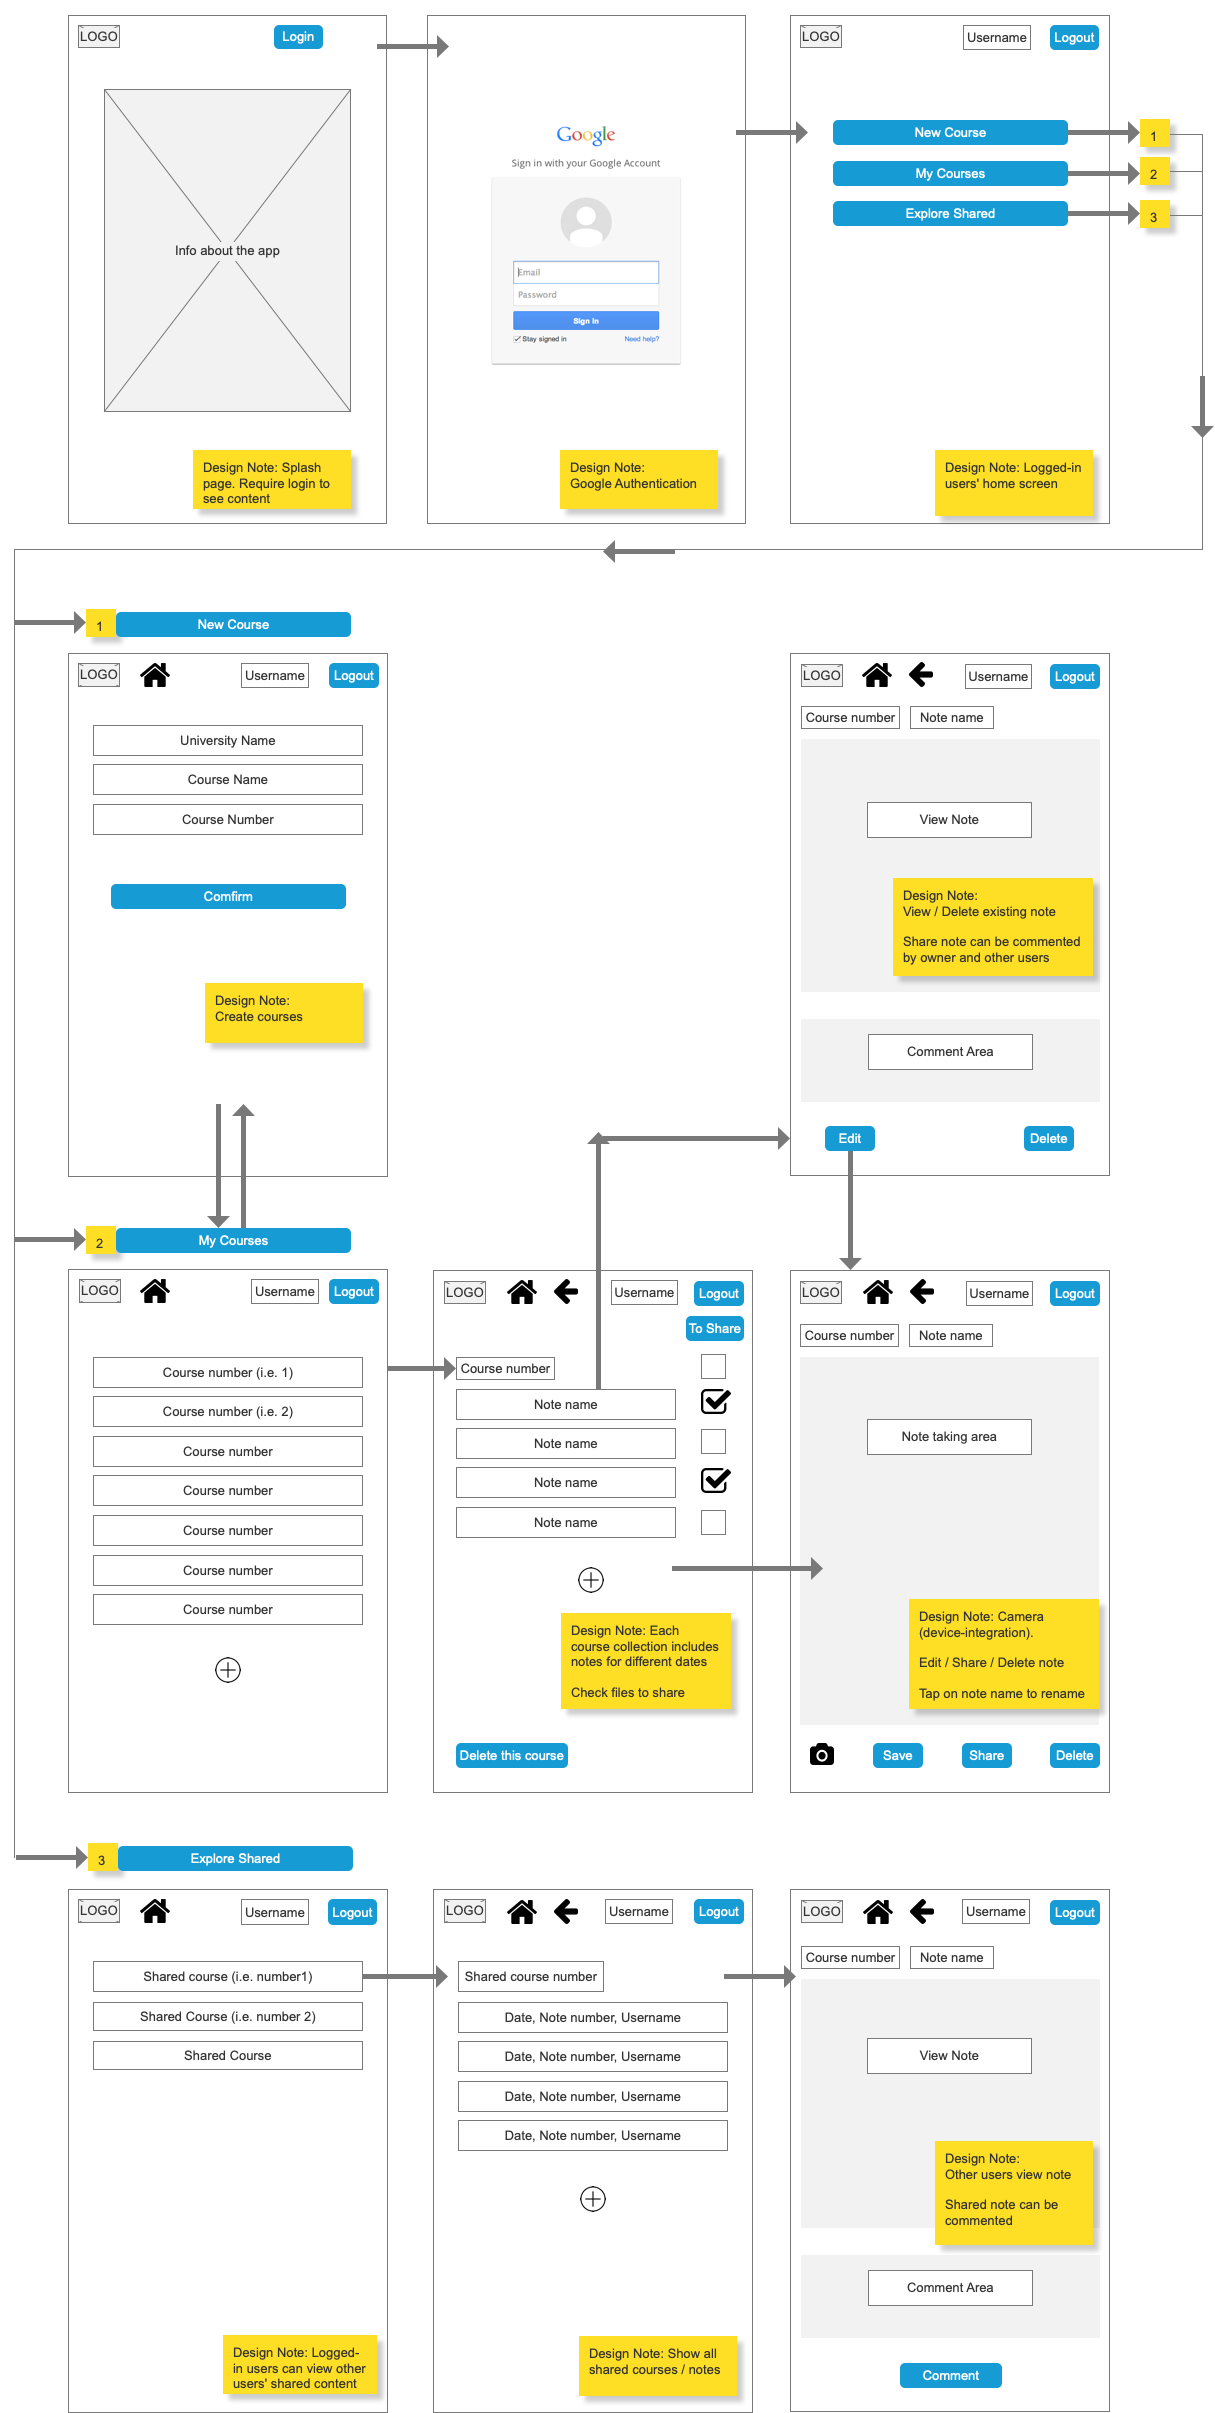 LOGO
Login
Info about the app
Design Note: Splash
page. Require login to
see content
Google
Sign in with your Google Account
Email
Password
Sign In
Stay signed in
Need help?
Design Note:
Google Authentication
LOGO
Username
Logout
New Course
1
My Courses
2
Explore Shared
3
Design Note: Logged-in
users' home screen
1
New Course
LOGO
Username
Logout
University Name
Course Name
Course Number
Comfirm
Design Note:
Create courses
LOGO
Username
Logout
Course number
Note name
View Note
Design Note:
View / Delete existing note
Share note can be commented
by owner and other users
Comment Area
Edit
Delete
2
My Courses
LOGO
Username
Logout
Course number (i.e. 1)
Course number (i.e. 2)
Course number
Course number
Course number
Course number
Course number
LOGO
Username
Logout
To Share
Course number
Note name
Note name
Note name
Note name
Design Note: Each
course collection includes
notes for different dates
Check files to share
Delete this course
LOGO
Username
Logout
Course number
Note name
Note taking area
Design Note: Camera
(device-integration).
Edit / Share / Delete note
Tap on note name to rename
Save
Share
Delete
3
Explore Shared
LOGO
Username
Logout
Shared course (i.e. number1)
Shared Course (i.e. number 2)
Shared Course
Design Note: Logged-
in users can view other
users' shared content
LOGO
Username
Logout
Shared course number
Date, Note number, Username
Date, Note number, Username
Date, Note number, Username
Date, Note number, Username
Design Note: Show all
shared courses / notes
LOGO
Username
Logout
Course number
Note name
View Note
Design Note:
Other users view note
Shared note can be
commented
Comment Area
Comment